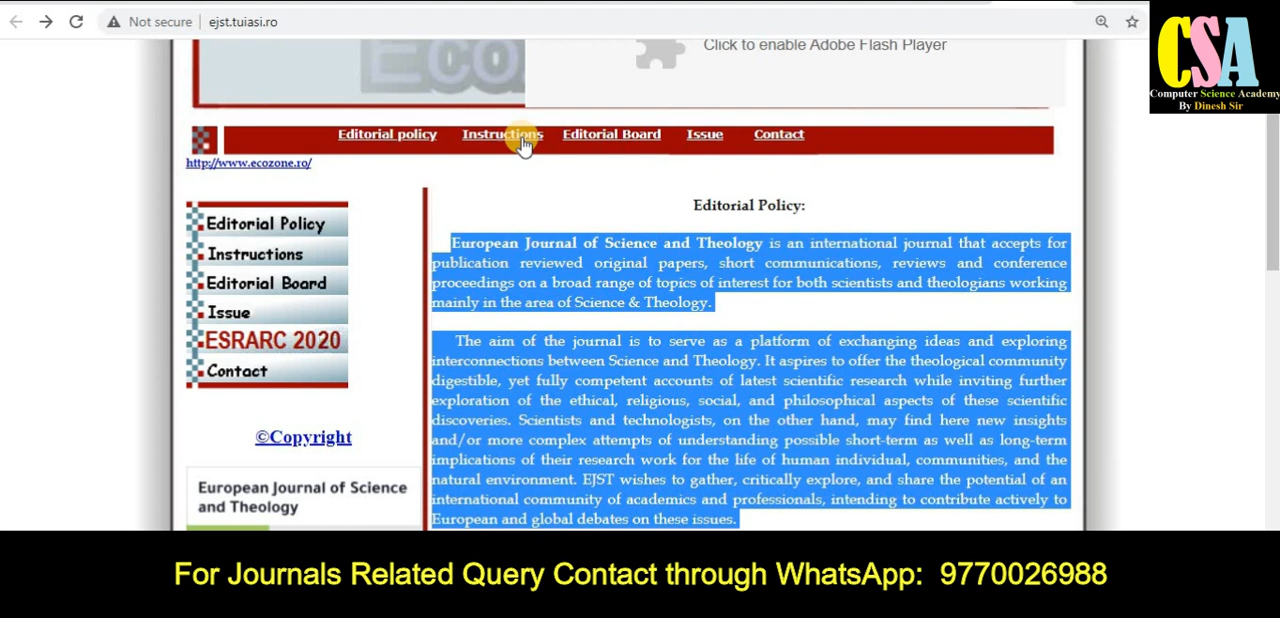 Not secure
ejst.tuiasi.ro
CSA
Computer Science Academy
By Dinesh Sir
Click to enable Adobe Flash Player
Editorial policy Instructions Editorial Board Issue Contact
http://www.ecozone.ro/
Editorial Policy
Instructions
Editorial Board
Issue
ESRARC 2020
Contact
©Copyright
European Journal of Science
and Theology
Editorial Policy:
European Journal of Science and Theology is an international journal that accepts for
publication reviewed original papers, short communications, reviews and conference
proceedings on a broad range of topics of interest for both scientists and theologians working
mainly in the area of Science & Theology.
The aim of the journal is to serve as a platform of exchanging ideas and exploring
interconnections between Science and Theology. It aspires to offer the theological community
digestible, yet fully competent accounts of latest scientific research while inviting further
exploration of the ethical, religious, social, and philosophical aspects of these scientific
discoveries. Scientists and technologists, on the other hand, may find here new insights
and/or more complex attempts of understanding possible short-term as well as long-term
implications of their research work for the life of human individual, communities, and the
natural environment. EJST wishes to gather, critically explore, and share the potential of an
international community of academics and professionals, intending to contribute actively to
European and global debates on these issues.
For Journals Related Query Contact through WhatsApp: 9770026988